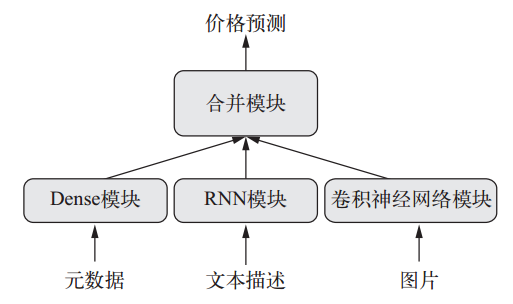 价格预测
合并模块
Dense模块
RNN模块
卷积神经网络模块
元数据
文本描述
图片